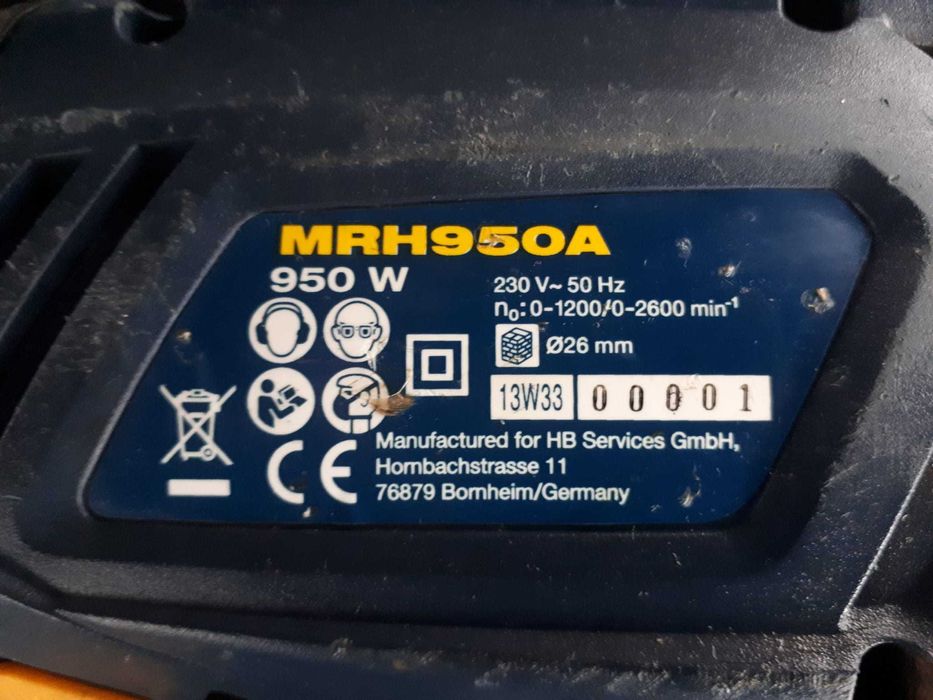 MRH950A
950 W
230 V~ 50 Hz
n₀: 0-1200/0-2600 min⁻¹
Ø26 mm
13W33 00001
CE
Manufactured for HB Services GmbH,
Hornbachstrasse 11
76879 Bornheim/Germany